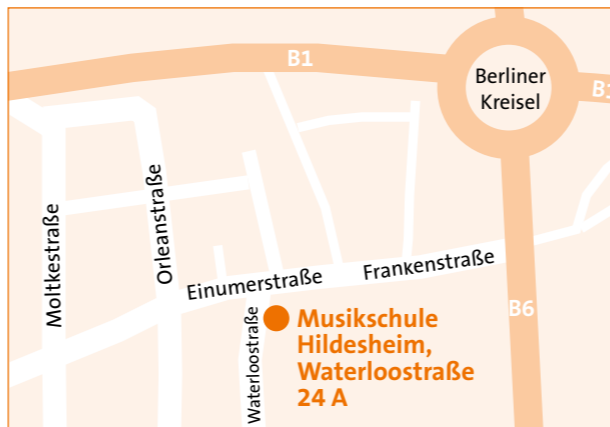 B1
Berliner
Kreisel
B1
Moltkestraße
Orleanstraße
Einumerstraße
Frankenstraße
Waterloostraße
B6
Musikschule
Hildesheim,
Waterloostraße
24 A